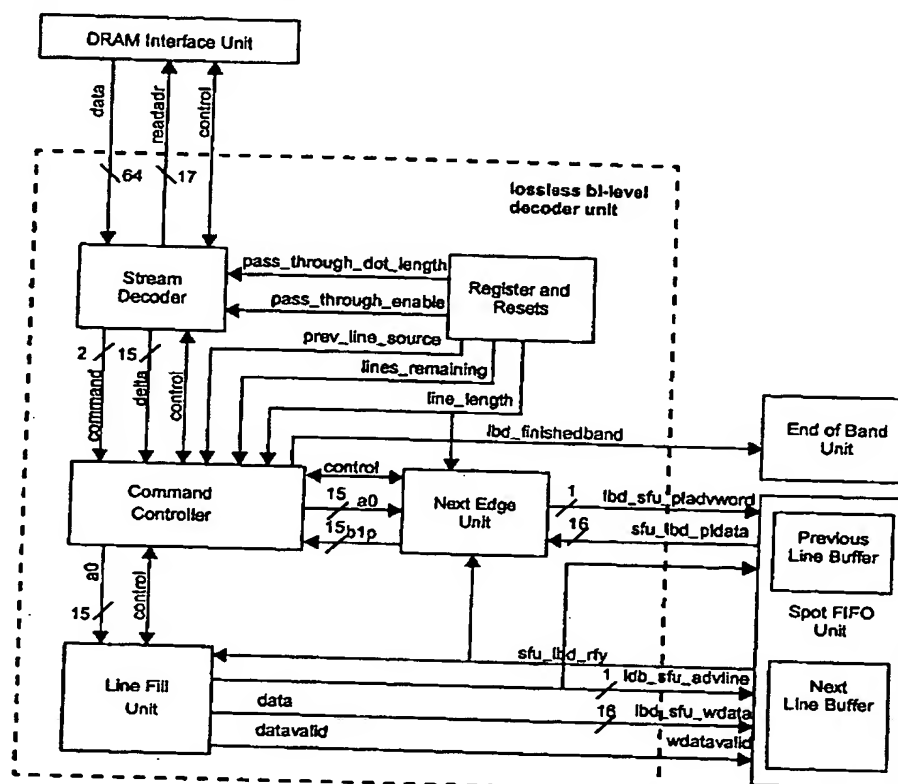 DRAM Interface Unit
data
readadr
control
64
17
lossless bi-level
decoder unit
Stream
Decoder
pass_through_dot_length
pass_through_enable
Register and
Resets
prev_line_source
lines_remaining
line_length
2
15
command
delta
control
lbd_finishedband
End of Band
Unit
Command
Controller
control
15
a0
15
b1p
Next Edge
Unit
1
lbd_sfu_pladvword
16
sfu_lbd_pldata
Previous
Line Buffer
Spot FIFO
Unit
a0
15
control
sfu_lbd_rfy
Line Fill
Unit
1
ldb_sfu_advline
data
16
lbd_sfu_wdata
datavalid
wdatavalid
Next
Line Buffer